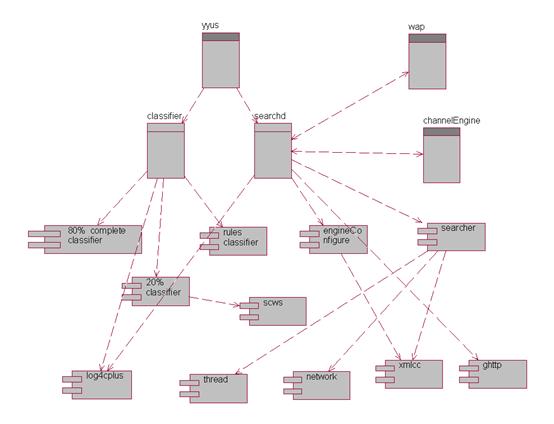 yyus
wap
classifier
searchd
channelEngine
80% complete
classifier
rules
classifier
engineCo
nfigure
searcher
20%
classifier
scws
log4cplus
thread
network
xmlcc
ghttp